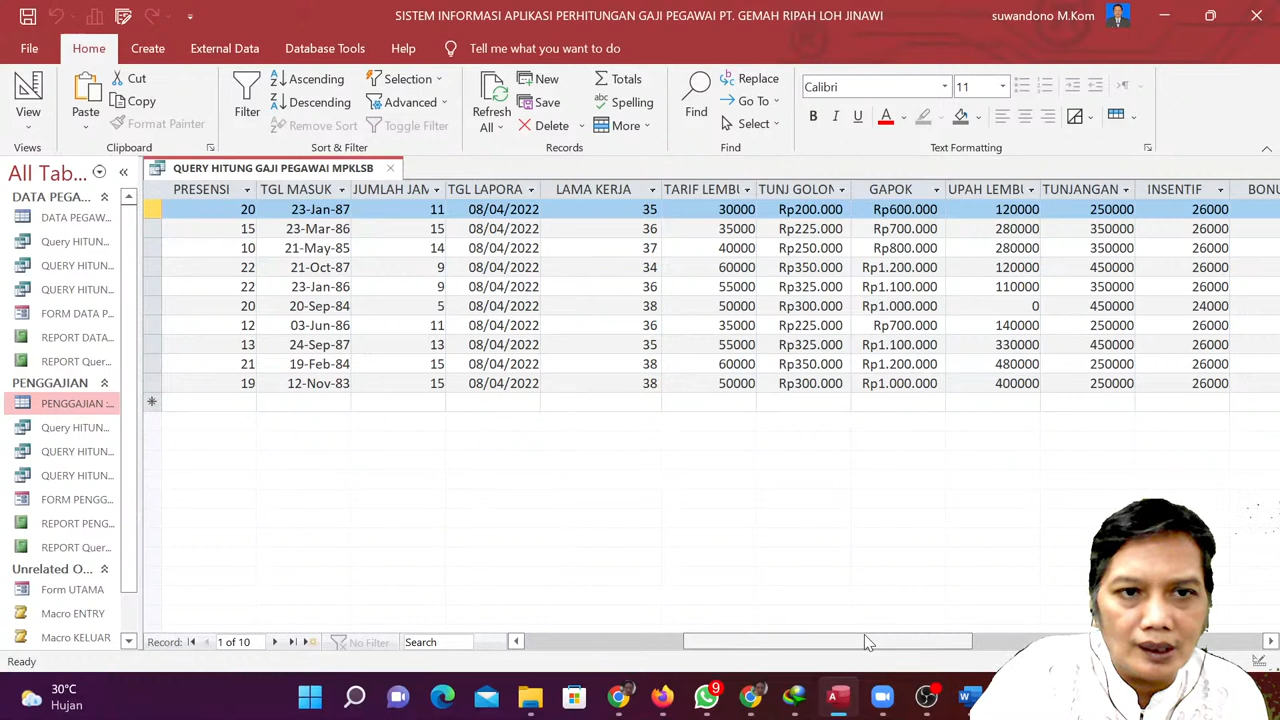 SISTEM INFORMASI APLIKASI PERHITUNGAN GAJI PEGAWAI PT. GEMAH RIPAH LOH JINAWI
suwandono M.Kom
File Home Create External Data Database Tools Help Tell me what you want to do
View
Views
Paste
Cut
Copy
Format Painter
Clipboard
Filter
Ascending
Descending
Remove Sort
Selection
Advanced
Toggle Filter
Sort & Filter
Refresh All
New
Save
Delete
Totals
Spelling
More
Records
Find
Replace
Go To
Select
Find
Calibri 11
B I U A
Text Formatting
All Tab...
DATA PEGA...
DATA PEGAW...
Query HITUN...
QUERY HITUN...
QUERY HITUN...
FORM DATA P...
REPORT DATA...
REPORT Quer...
PENGGAJIAN
PENGGAJIAN :...
Query HITUN...
QUERY HITUN...
QUERY HITUN...
FORM PENGG...
REPORT PENG...
REPORT Quer...
Unrelated O...
Form UTAMA
Macro ENTRY
Macro KELUAR
QUERY HITUNG GAJI PEGAWAI MPKLSB
PRESENSI TGL MASUK JUMLAH JAM TGL LAPORA LAMA KERJA TARIF LEMBU TUNJ GOLON GAPOK UPAH LEMBU TUNJANGAN INSENTIF BONU
20 23-Jan-87 11 08/04/2022 35 30000 Rp200.000 Rp600.000 120000 250000 26000
15 23-Mar-86 15 08/04/2022 36 35000 Rp225.000 Rp700.000 280000 350000 26000
10 21-May-85 14 08/04/2022 37 40000 Rp250.000 Rp800.000 280000 350000 26000
22 21-Oct-87 9 08/04/2022 34 60000 Rp350.000 Rp1.200.000 120000 450000 26000
22 23-Jan-86 9 08/04/2022 36 55000 Rp325.000 Rp1.100.000 110000 350000 26000
20 20-Sep-84 5 08/04/2022 38 50000 Rp300.000 Rp1.000.000 0 450000 24000
12 03-Jun-86 11 08/04/2022 36 35000 Rp225.000 Rp700.000 140000 250000 26000
13 24-Sep-87 13 08/04/2022 35 55000 Rp325.000 Rp1.100.000 330000 450000 26000
21 19-Feb-84 15 08/04/2022 38 60000 Rp350.000 Rp1.200.000 480000 250000 26000
19 12-Nov-83 15 08/04/2022 38 50000 Rp300.000 Rp1.000.000 400000 250000 26000
Record: 1 of 10 No Filter Search
Ready
30°C
Hujan
9